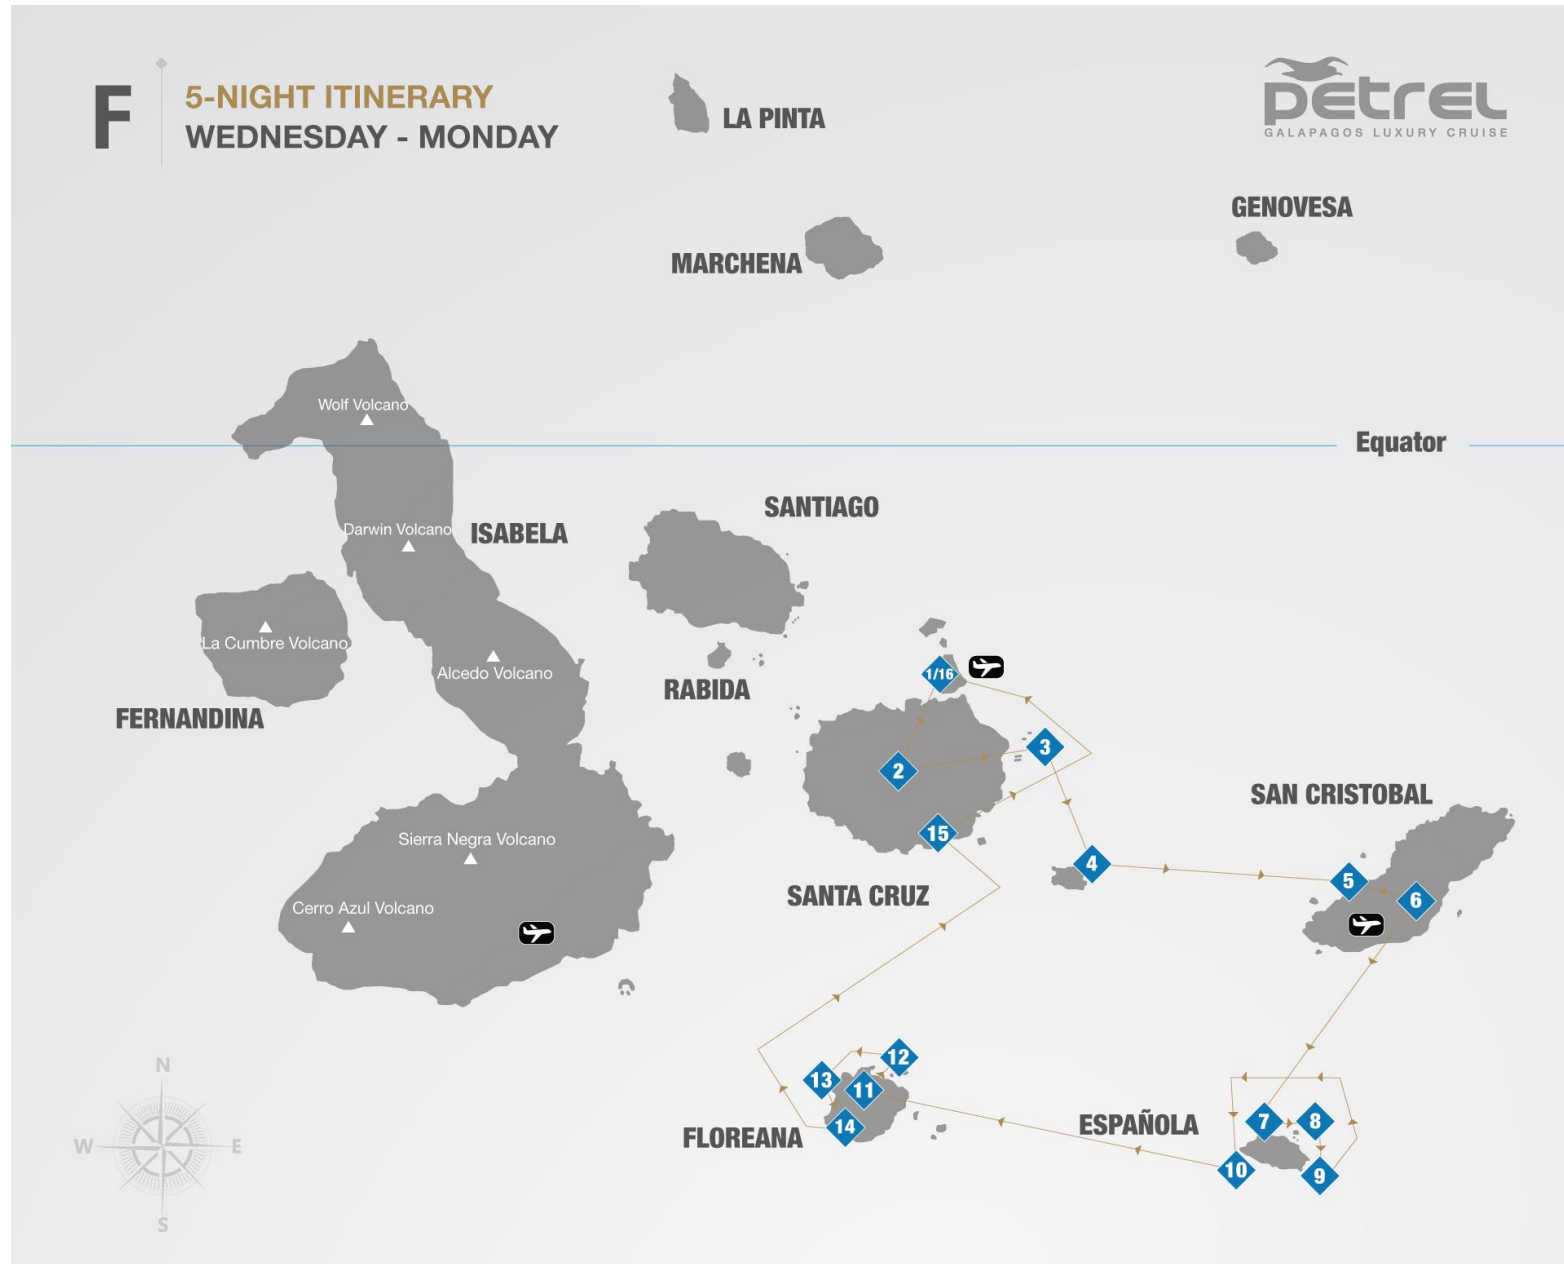 F
5-NIGHT ITINERARY
WEDNESDAY - MONDAY
LA PINTA
petrel
GALAPAGOS LUXURY CRUISE
GENOVESA
MARCHENA
Wolf Volcano
Equator
SANTIAGO
Darwin Volcano
ISABELA
La Cumbre Volcano
Alcedo Volcano
RABIDA
1/16
FERNANDINA
3
2
SAN CRISTOBAL
Sierra Negra Volcano
15
4
5
SANTA CRUZ
6
Cerro Azul Volcano
12
13
11
14
FLOREANA
ESPAÑOLA
7
8
10
9
N
W
E
S